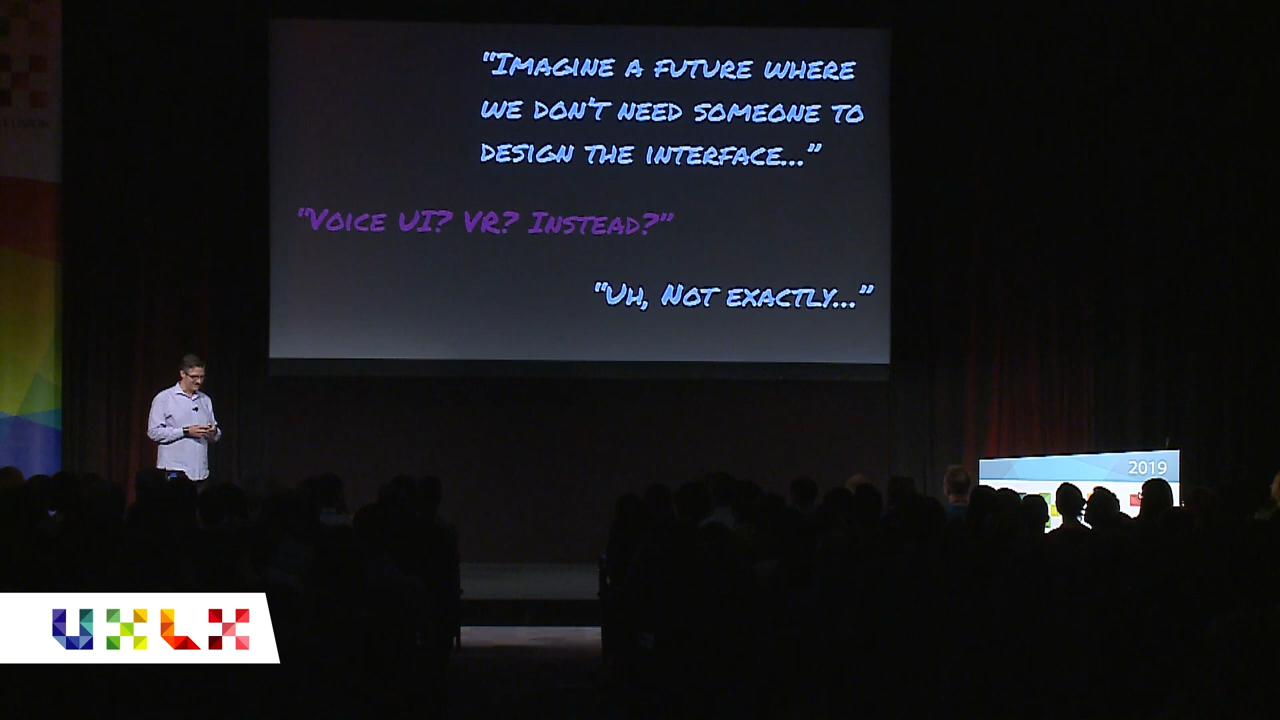 “Imagine a future where
we don't need someone to
design the interface...”
“Voice UI? VR? Instead?”
“Uh, Not exactly...”
2019
UXLX